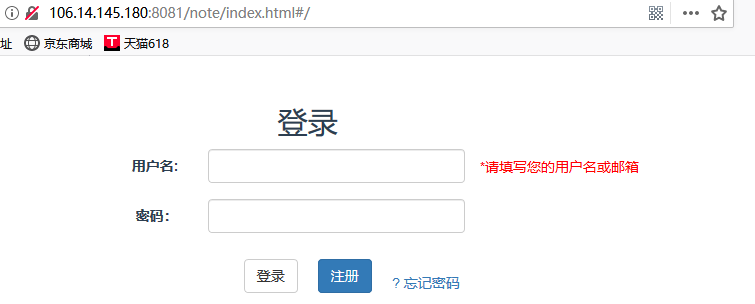 106.14.145.180:8081/note/index.html#/
址 京东商城 T 天猫618
登录
用户名: *请填写您的用户名或邮箱
密码:
登录 注册 ? 忘记密码